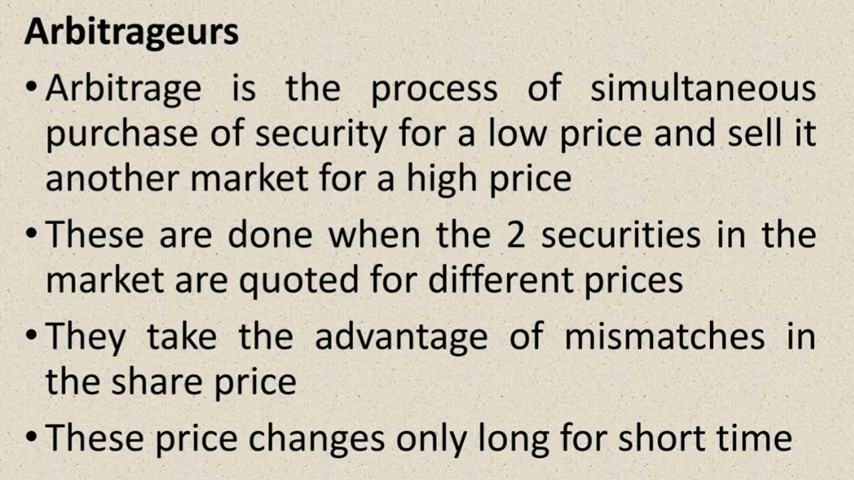 Arbitrageurs
• Arbitrage is the process of simultaneous
purchase of security for a low price and sell it
another market for a high price
• These are done when the 2 securities in the
market are quoted for different prices
• They take the advantage of mismatches in
the share price
• These price changes only long for short time